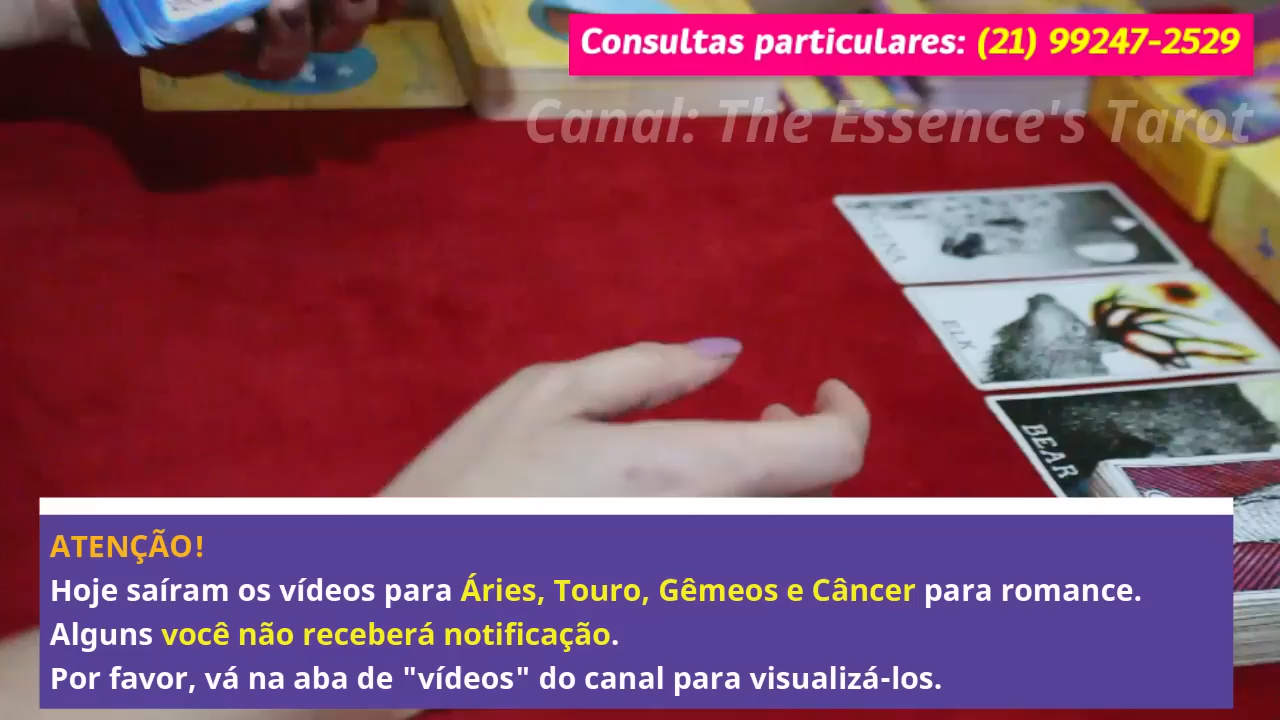 Consultas particulares: (21) 99247-2529
Canal: The Essence's Tarot
ELK
BEAR
ATENÇÃO!
Hoje saíram os vídeos para Áries, Touro, Gêmeos e Câncer para romance.
Alguns você não receberá notificação.
Por favor, vá na aba de "vídeos" do canal para visualizá-los.